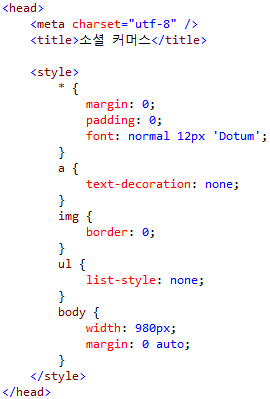 <head>
    <meta charset="utf-8" />
    <title>소셜 커머스</title>

    <style>
        * {
            margin: 0;
            padding: 0;
            font: normal 12px 'Dotum';
        }
        a {
            text-decoration: none;
        }
        img {
            border: 0;
        }
        ul {
            list-style: none;
        }
        body {
            width: 980px;
            margin: 0 auto;
        }
    </style>
</head>